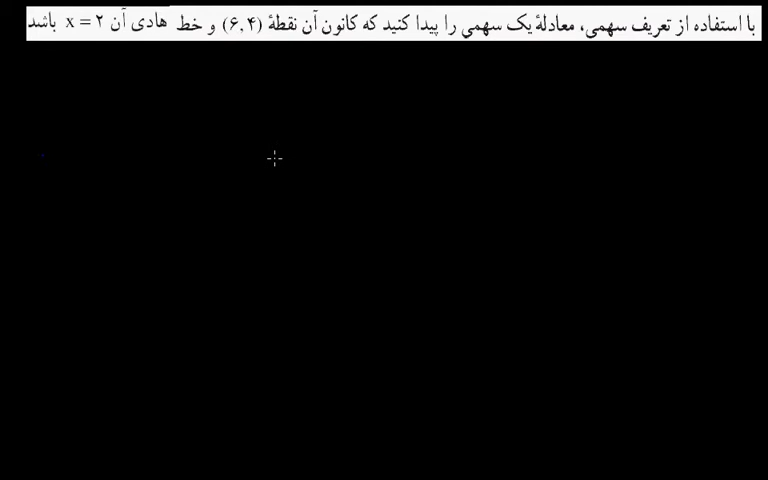 با استفاده از تعریف سهمی، معادلهٔ یک سهمی را پیدا کنید که کانون آن نقطهٔ (۶,۴) و خط هادی آن x = ۲ باشد